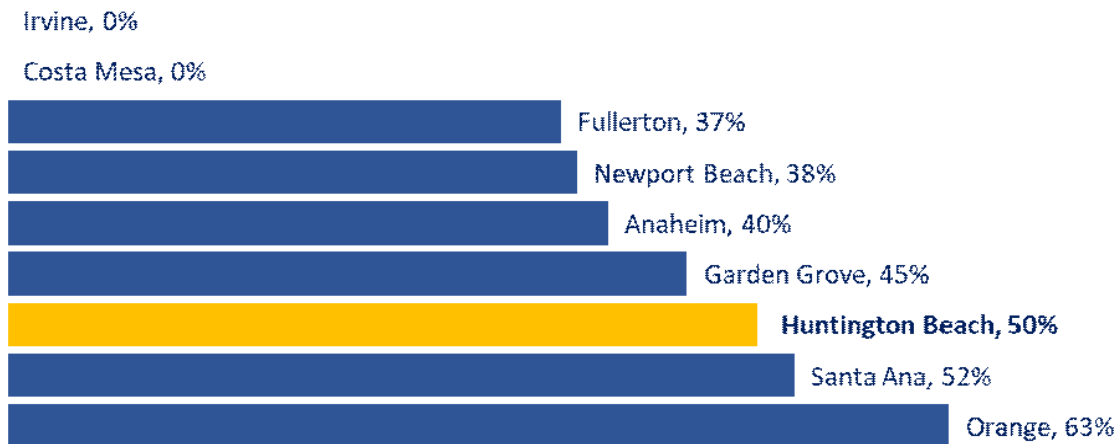 Irvine, 0%
Costa Mesa, 0%
Fullerton, 37%
Newport Beach, 38%
Anaheim, 40%
Garden Grove, 45%
Huntington Beach, 50%
Santa Ana, 52%
Orange, 63%